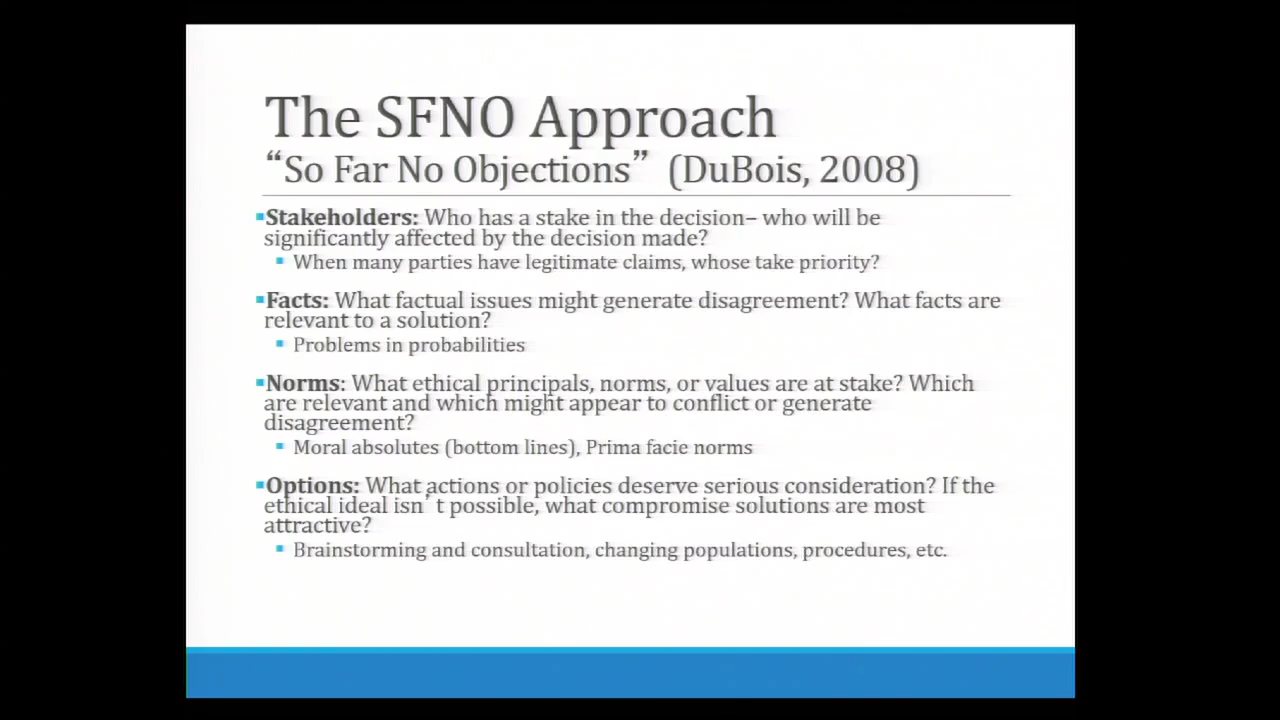 The SFNO Approach
“So Far No Objections” (DuBois, 2008)
▪Stakeholders: Who has a stake in the decision– who will be
significantly affected by the decision made?
▪ When many parties have legitimate claims, whose take priority?
▪Facts: What factual issues might generate disagreement? What facts are
relevant to a solution?
▪ Problems in probabilities
▪Norms: What ethical principals, norms, or values are at stake? Which
are relevant and which might appear to conflict or generate
disagreement?
▪ Moral absolutes (bottom lines), Prima facie norms
▪Options: What actions or policies deserve serious consideration? If the
ethical ideal isn’ t possible, what compromise solutions are most
attractive?
▪ Brainstorming and consultation, changing populations, procedures, etc.